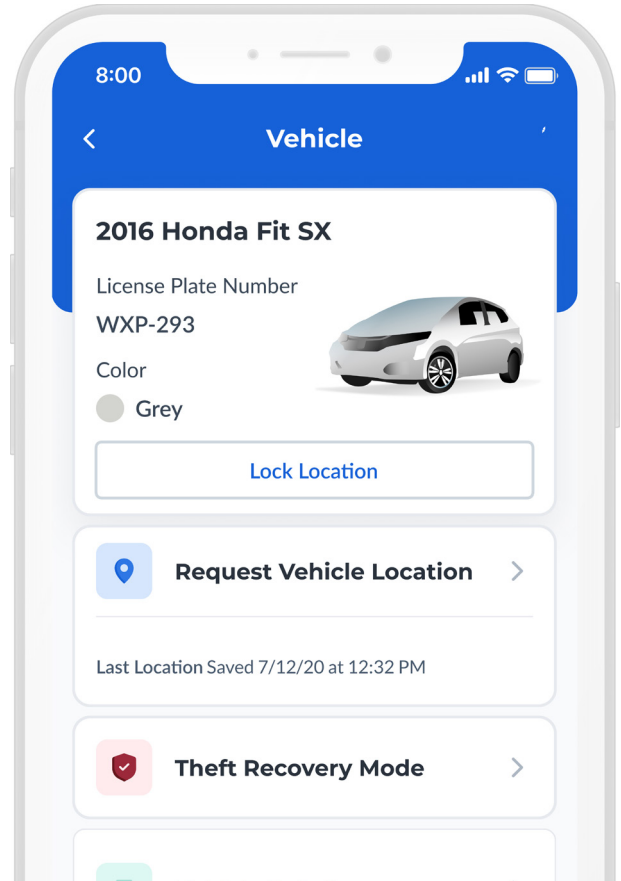 8:00
Vehicle
2016 Honda Fit SX
License Plate Number
WXP-293
Color
Grey
Lock Location
Request Vehicle Location
Last Location Saved 7/12/20 at 12:32 PM
Theft Recovery Mode